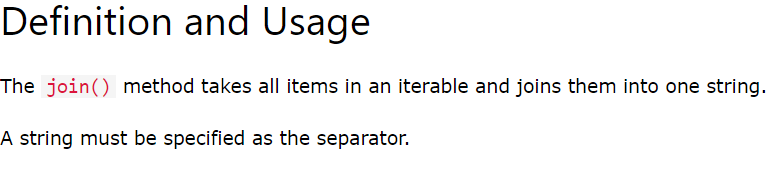 Definition and Usage
The join() method takes all items in an iterable and joins them into one string.
A string must be specified as the separator.